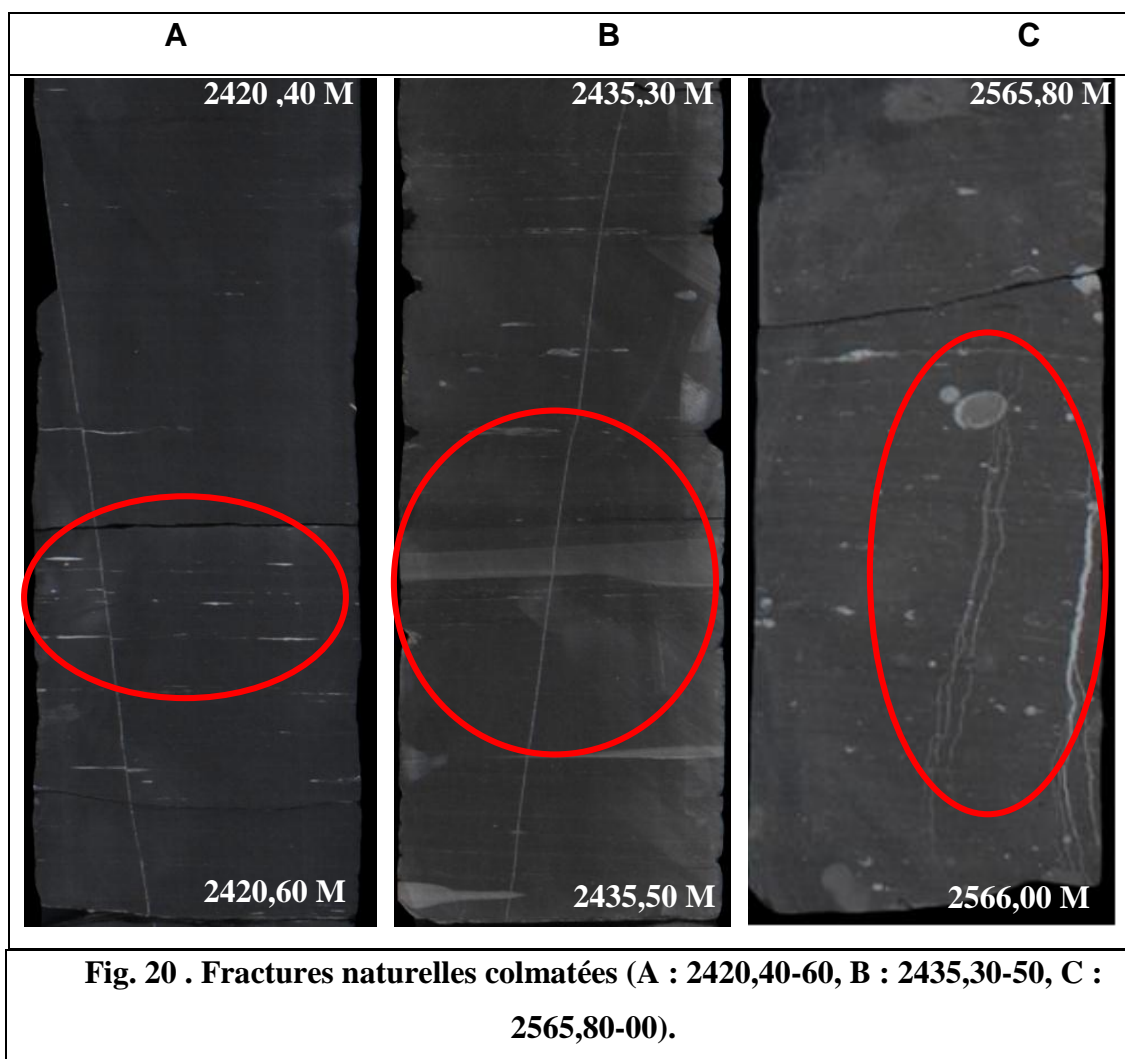 A B C
2420 ,40 M 2435,30 M 2565,80 M
2420,60 M 2435,50 M 2566,00 M
Fig. 20 . Fractures naturelles colmatées (A : 2420,40-60, B : 2435,30-50, C :
2565,80-00).